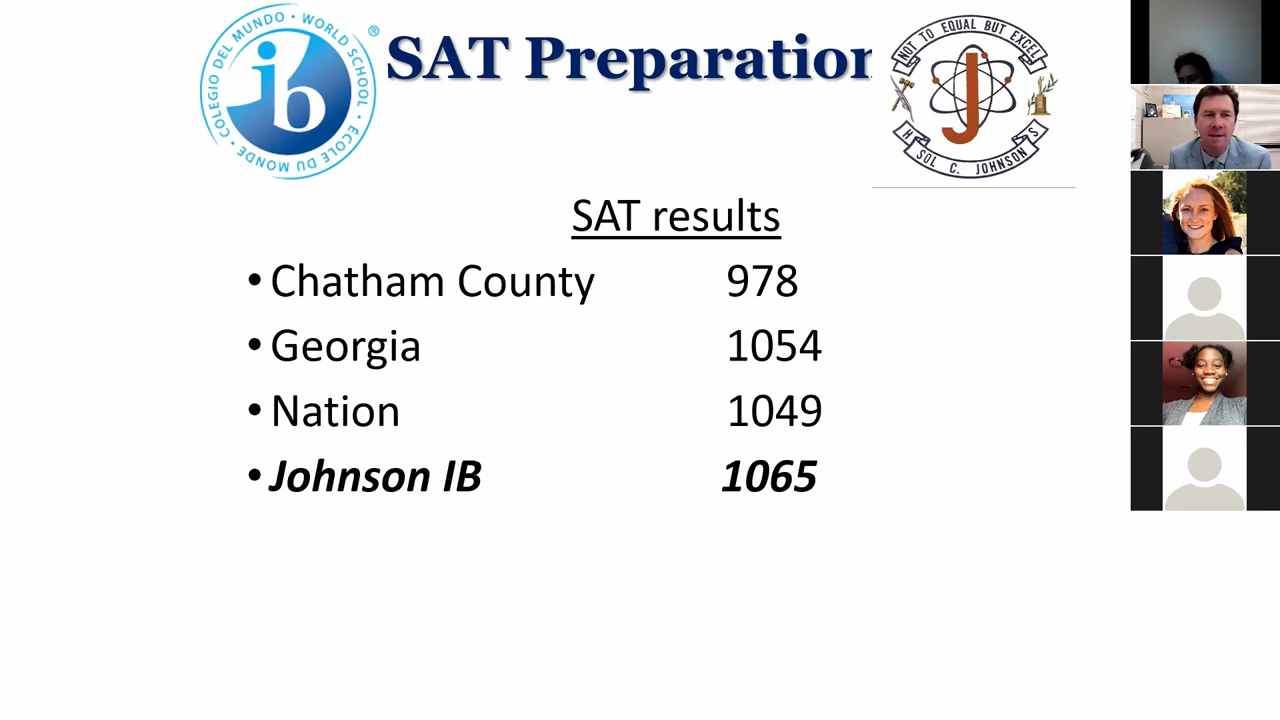 COLEGIO DEL MUNDO • WORLD SCHOOL • ÉCOLE DU MONDE •
ib
®
SAT Preparation
NOT TO EQUAL BUT EXCEL
J
H S
SOL C. JOHNSON
SAT results
• Chatham County 978
• Georgia 1054
• Nation 1049
• Johnson IB 1065